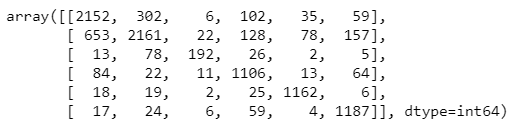 array([[2152,  302,    6,  102,   35,   59],
       [ 653, 2161,   22,  128,   78,  157],
       [  13,   78,  192,   26,    2,    5],
       [  84,   22,   11, 1106,   13,   64],
       [  18,   19,    2,   25, 1162,    6],
       [  17,   24,    6,   59,    4, 1187]], dtype=int64)